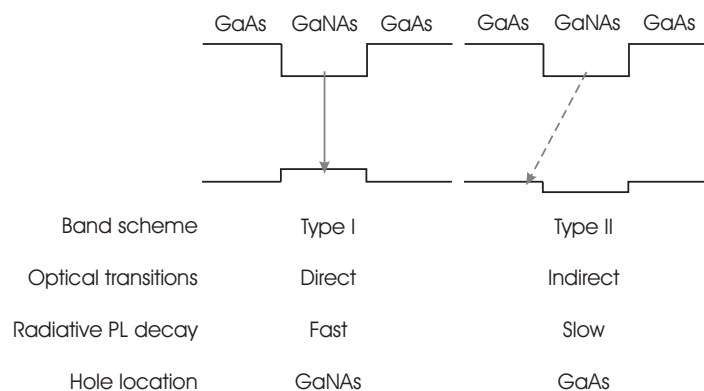 GaAs GaNAs GaAs GaAs GaNAs GaAs
Band scheme Type I Type II
Optical transitions Direct Indirect
Radiative PL decay Fast Slow
Hole location GaNAs GaAs